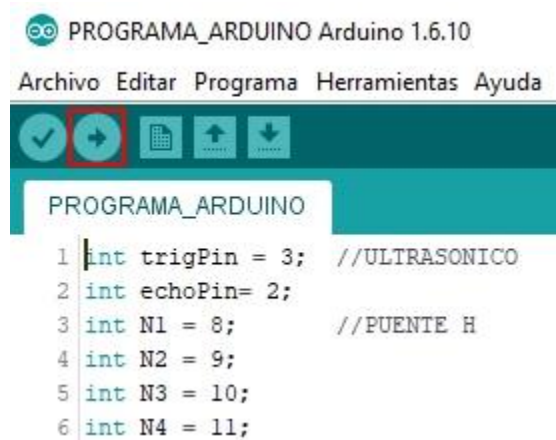 PROGRAMA_ARDUINO Arduino 1.6.10
Archivo Editar Programa Herramientas Ayuda
PROGRAMA_ARDUINO
1 int trigPin = 3; //ULTRASONICO
2 int echoPin= 2;
3 int N1 = 8; //PUENTE H
4 int N2 = 9;
5 int N3 = 10;
6 int N4 = 11;